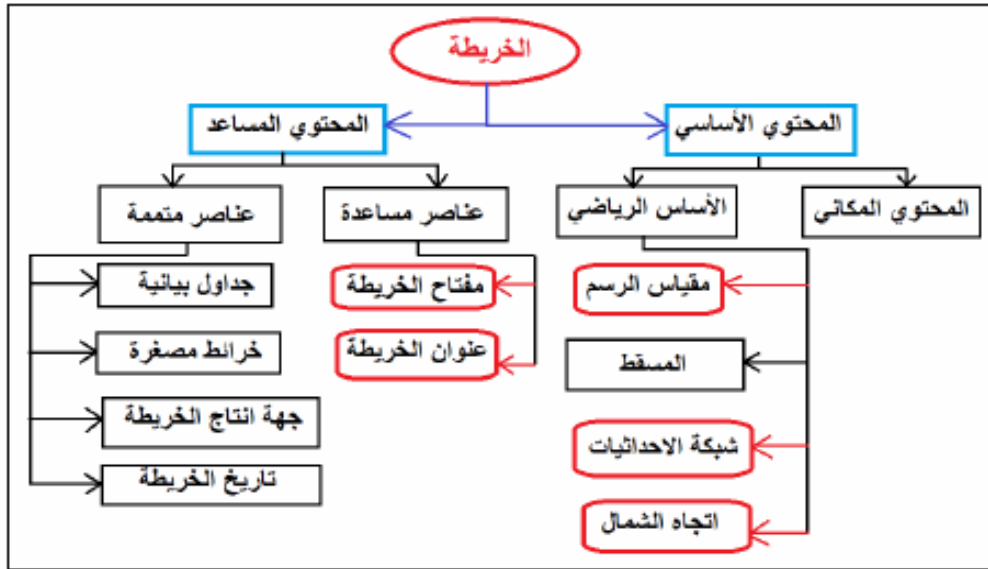 الخريطة
المحتوي الأساسي
المحتوي المساعد
المحتوي المكاني
الأساس الرياضي
عناصر مساعدة
عناصر متممة
مقياس الرسم
المسقط
شبكة الاحداثيات
اتجاه الشمال
مفتاح الخريطة
عنوان الخريطة
جداول بيانية
خرائط مصغرة
جهة انتاج الخريطة
تاريخ الخريطة